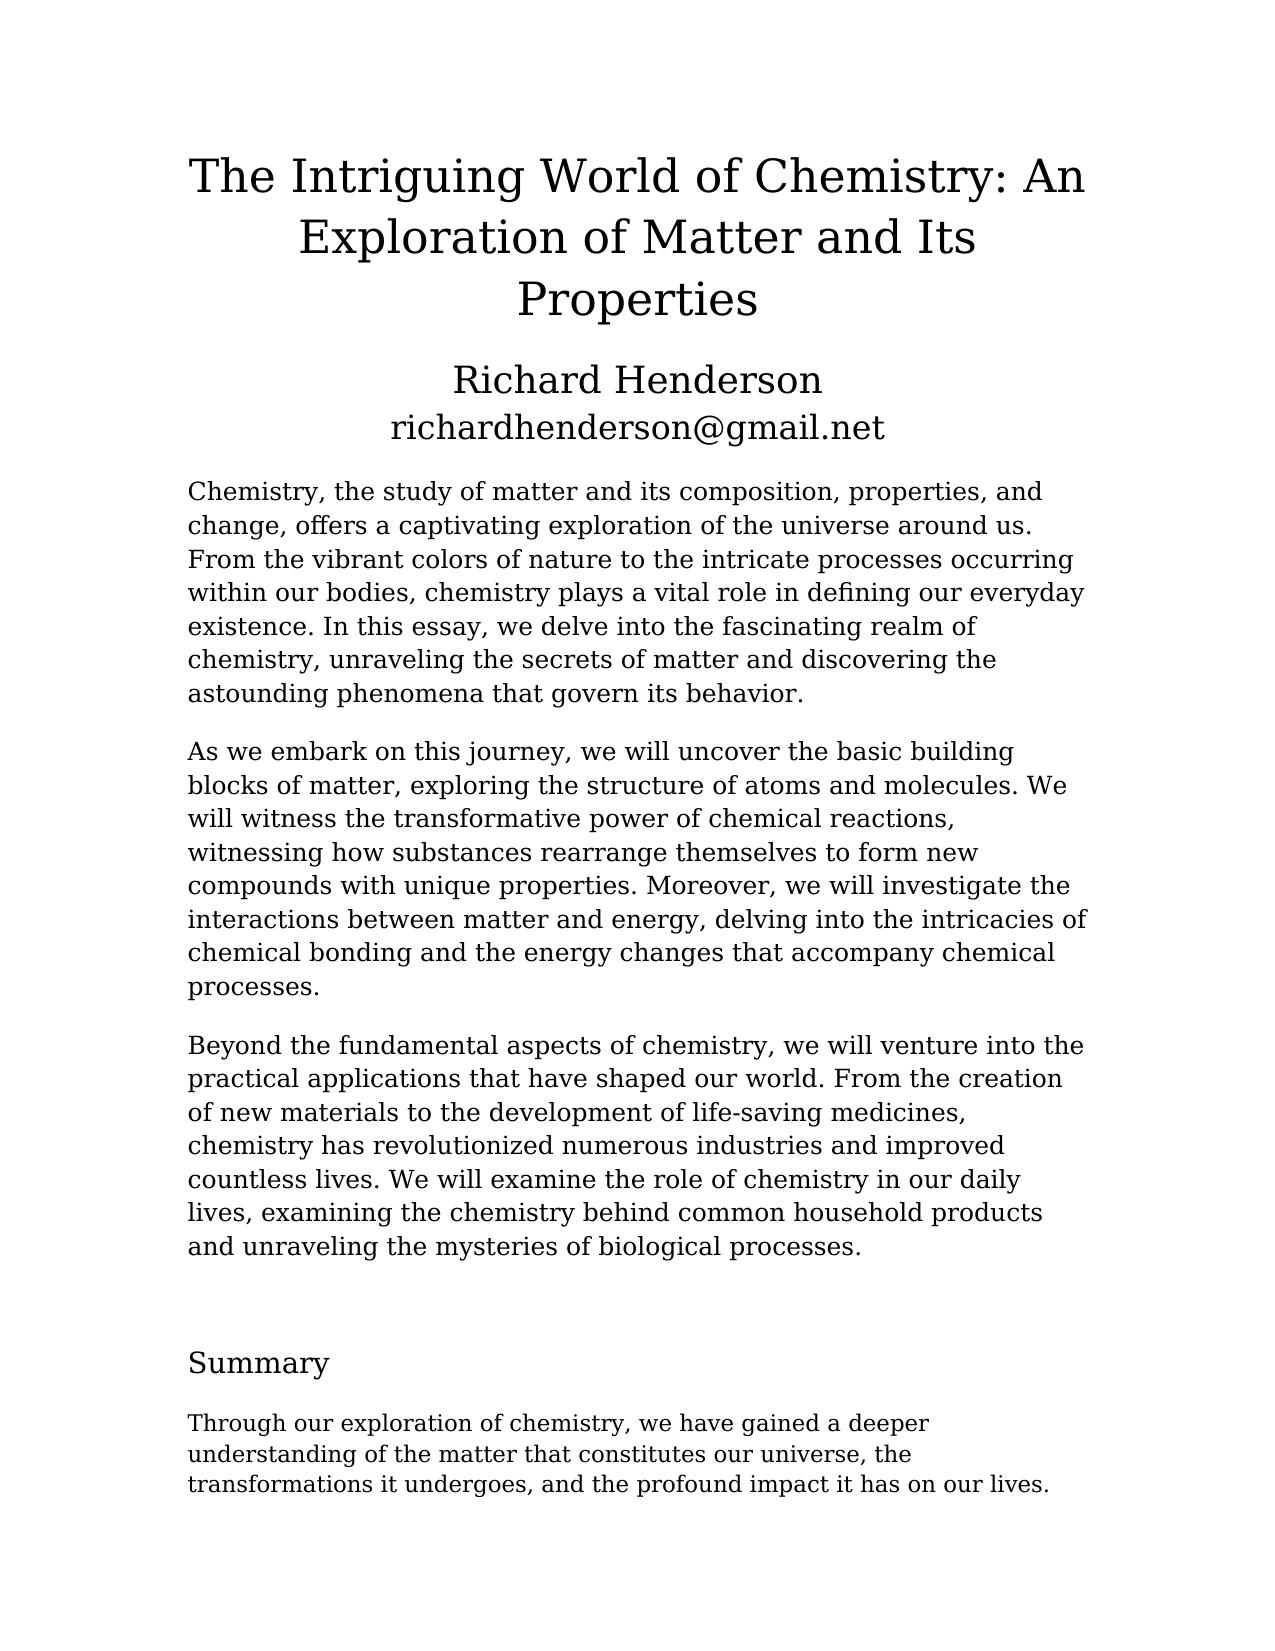 The Intriguing World of Chemistry: An
Exploration of Matter and Its
Properties
Richard Henderson
richardhenderson@gmail.net
Chemistry, the study of matter and its composition, properties, and
change, offers a captivating exploration of the universe around us.
From the vibrant colors of nature to the intricate processes occurring
within our bodies, chemistry plays a vital role in defining our everyday
existence. In this essay, we delve into the fascinating realm of
chemistry, unraveling the secrets of matter and discovering the
astounding phenomena that govern its behavior.
As we embark on this journey, we will uncover the basic building
blocks of matter, exploring the structure of atoms and molecules. We
will witness the transformative power of chemical reactions,
witnessing how substances rearrange themselves to form new
compounds with unique properties. Moreover, we will investigate the
interactions between matter and energy, delving into the intricacies of
chemical bonding and the energy changes that accompany chemical
processes.
Beyond the fundamental aspects of chemistry, we will venture into the
practical applications that have shaped our world. From the creation
of new materials to the development of life-saving medicines,
chemistry has revolutionized numerous industries and improved
countless lives. We will examine the role of chemistry in our daily
lives, examining the chemistry behind common household products
and unraveling the mysteries of biological processes.
Summary
Through our exploration of chemistry, we have gained a deeper
understanding of the matter that constitutes our universe, the
transformations it undergoes, and the profound impact it has on our lives.